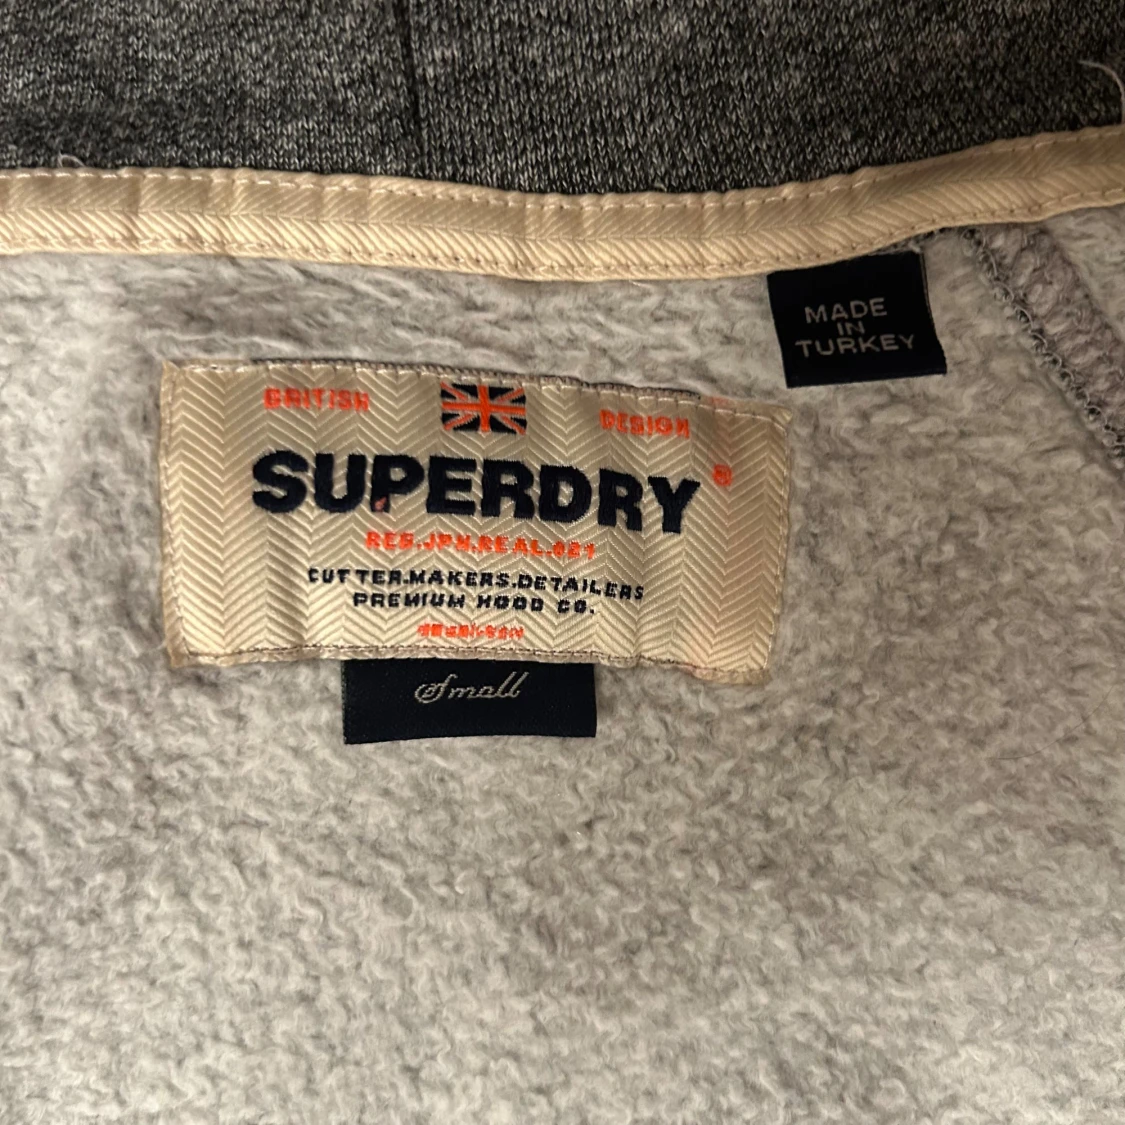 MADE
IN
TURKEY
BRITISH DESIGN
SUPERDRY®
REG.JPN.REAL.021
CUTTER.MAKERS.DETAILERS
PREMIUM HOOD CO.
Small